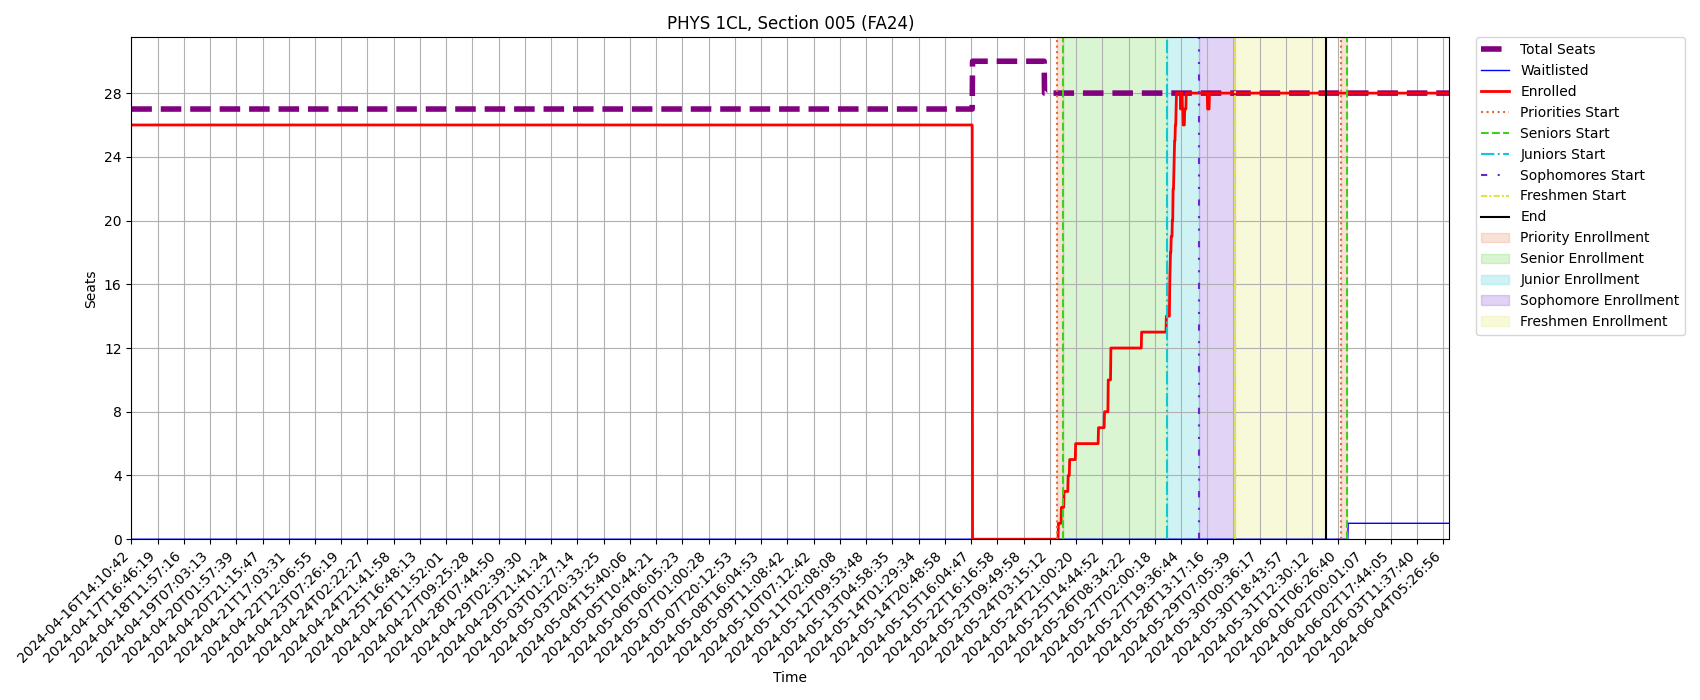 PHYS 1CL, Section 005 (FA24)
Seats
28
24
20
16
12
8
4
0
2024-04-16T14:10:42
2024-04-17T16:46:19
2024-04-18T11:57:16
2024-04-19T07:03:13
2024-04-20T01:57:39
2024-04-20T21:15:47
2024-04-21T17:03:31
2024-04-22T12:06:55
2024-04-23T07:26:19
2024-04-24T02:22:27
2024-04-24T21:41:58
2024-04-25T16:48:13
2024-04-26T11:52:01
2024-04-27T09:25:28
2024-04-28T07:44:50
2024-04-29T02:39:30
2024-04-29T21:41:24
2024-05-03T01:27:14
2024-05-03T20:33:25
2024-05-04T15:40:06
2024-05-05T10:44:21
2024-05-06T06:05:23
2024-05-07T01:00:28
2024-05-07T20:12:53
2024-05-08T16:04:53
2024-05-09T11:08:42
2024-05-10T07:12:42
2024-05-11T02:08:08
2024-05-12T09:53:48
2024-05-13T04:58:35
2024-05-14T01:29:34
2024-05-14T20:48:58
2024-05-15T16:04:47
2024-05-22T16:16:58
2024-05-23T09:49:58
2024-05-24T03:15:12
2024-05-24T21:00:20
2024-05-25T14:44:52
2024-05-26T08:34:22
2024-05-27T02:00:18
2024-05-27T19:36:44
2024-05-28T13:17:16
2024-05-29T07:05:39
2024-05-30T00:36:17
2024-05-30T18:43:57
2024-05-31T12:30:12
2024-06-01T06:26:40
2024-06-02T00:01:07
2024-06-02T17:44:05
2024-06-03T11:37:40
2024-06-04T05:26:56
Time
Total Seats
Waitlisted
Enrolled
Priorities Start
Seniors Start
Juniors Start
Sophomores Start
Freshmen Start
End
Priority Enrollment
Senior Enrollment
Junior Enrollment
Sophomore Enrollment
Freshmen Enrollment